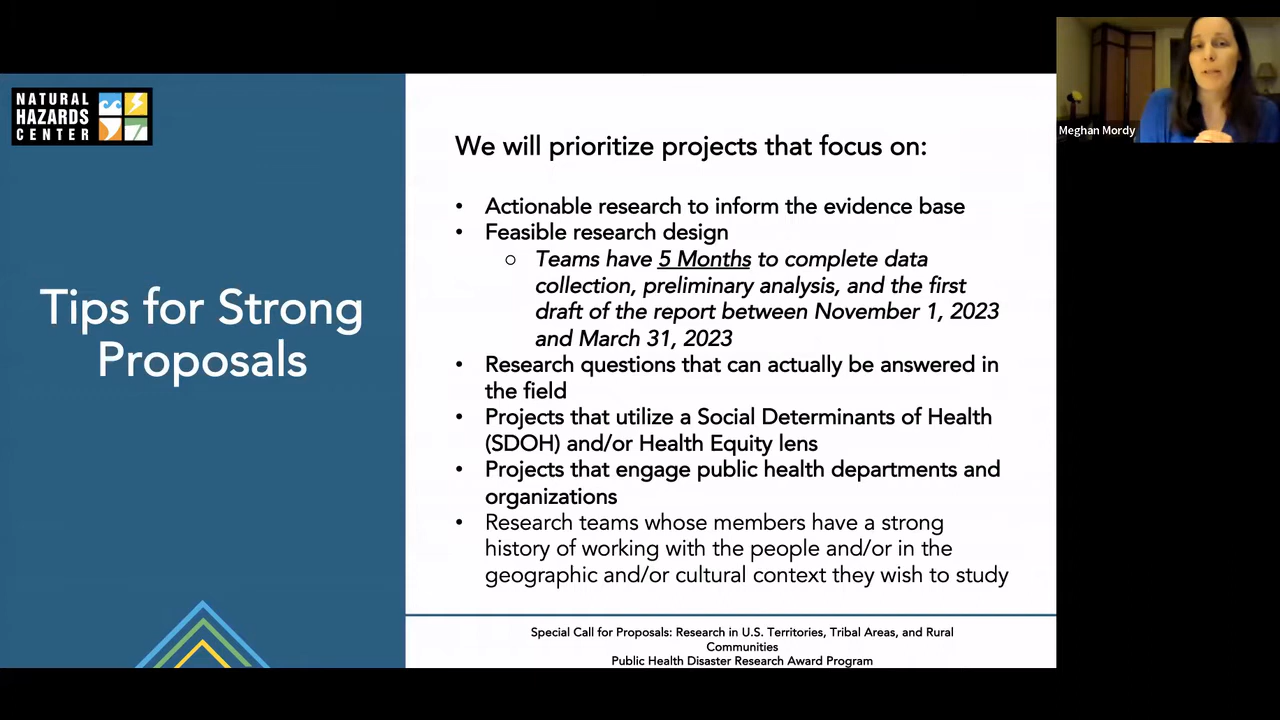 NATURAL
HAZARDS
CENTER
Tips for Strong
Proposals
We will prioritize projects that focus on:
• Actionable research to inform the evidence base
• Feasible research design
○ Teams have 5 Months to complete data
collection, preliminary analysis, and the first
draft of the report between November 1, 2023
and March 31, 2023
• Research questions that can actually be answered in
the field
• Projects that utilize a Social Determinants of Health
(SDOH) and/or Health Equity lens
• Projects that engage public health departments and
organizations
• Research teams whose members have a strong
history of working with the people and/or in the
geographic and/or cultural context they wish to study
Special Call for Proposals: Research in U.S. Territories, Tribal Areas, and Rural
Communities
Public Health Disaster Research Award Program
Meghan Mordy